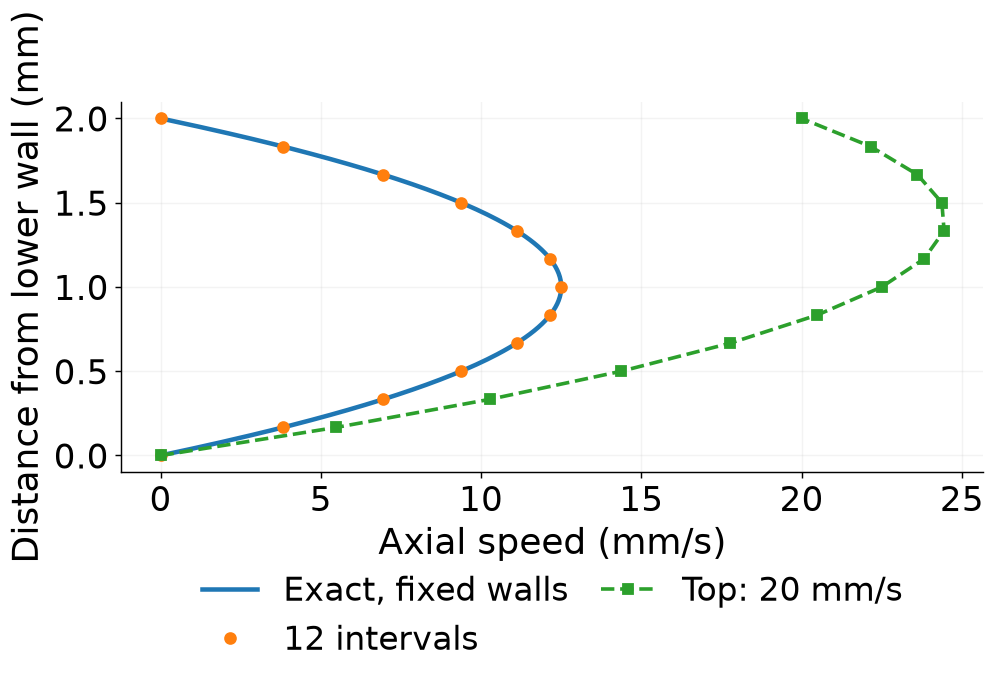 Distance from lower wall (mm)
2.0
1.5
1.0
0.5
0.0
0 5 10 15 20 25
Axial speed (mm/s)
Exact, fixed walls
12 intervals
Top: 20 mm/s